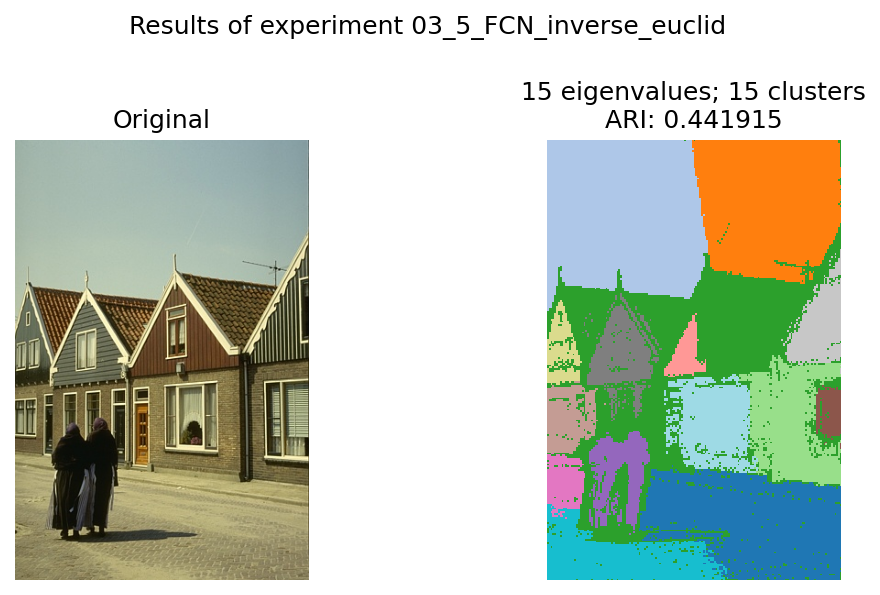 Results of experiment 03_5_FCN_inverse_euclid
Original
15 eigenvalues; 15 clusters
ARI: 0.441915